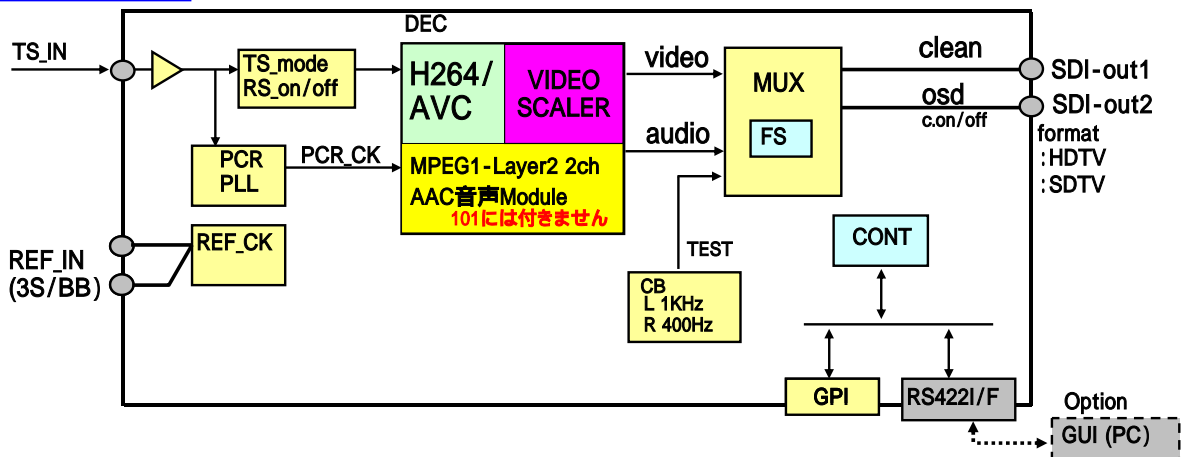 DEC
TS_IN
TS_mode
RS_on/off
H264/
AVC
VIDEO
SCALER
video
audio
MUX
FS
clean
osd
c.on/off
SDI-out1
SDI-out2
format
:HDTV
:SDTV
PCR
PLL
PCR_CK
MPEG1-Layer2 2ch
AAC音声Module
101には付きません
REF_IN
(3S/BB)
REF_CK
TEST
CB
L 1KHz
R 400Hz
CONT
GPI
RS422I/F
Option
GUI (PC)